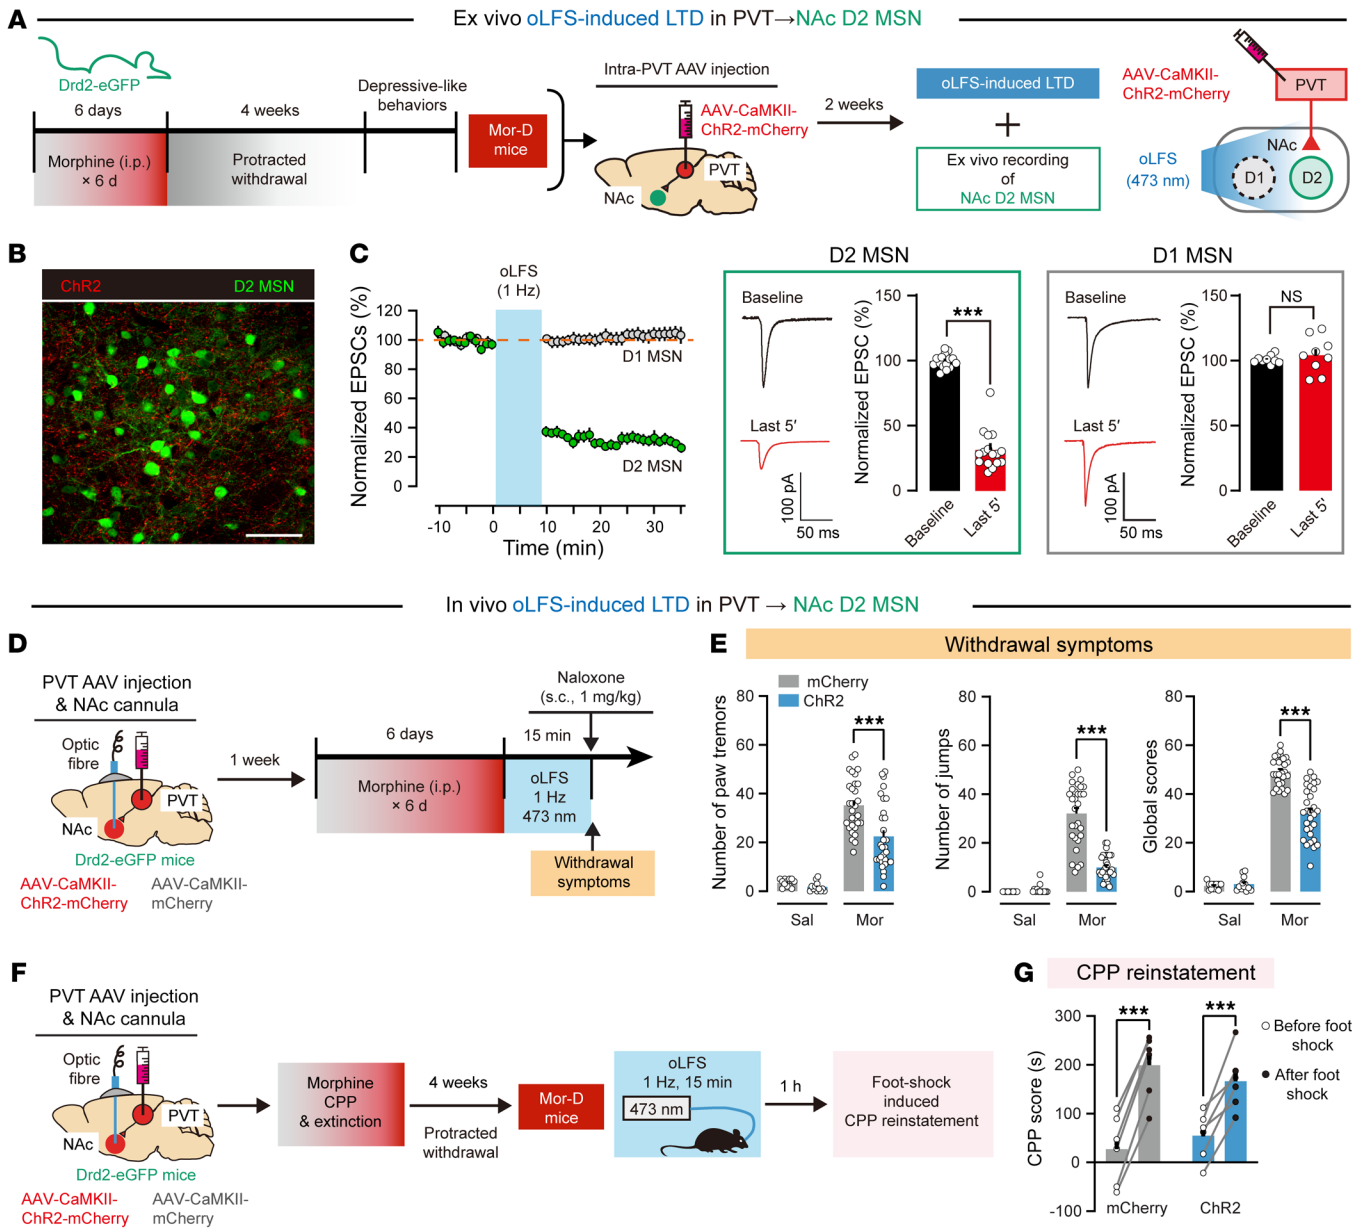 A
Ex vivo oLFS-induced LTD in PVT→NAc D2 MSN
Drd2-eGFP
6 days
4 weeks
Depressive-like
behaviors
Morphine (i.p.)
× 6 d
Protracted
withdrawal
Mor-D
mice
Intra-PVT AAV injection
AAV-CaMKII-
ChR2-mCherry
PVT
NAc
2 weeks
oLFS-induced LTD
+
Ex vivo recording
of
NAc D2 MSN
AAV-CaMKII-
ChR2-mCherry
PVT
NAc
oLFS
(473 nm)
D1
D2
B
ChR2
D2 MSN
C
oLFS
(1 Hz)
Normalized EPSCs (%)
120
100
80
60
40
20
0
D1 MSN
D2 MSN
-10
0
10
20
30
Time (min)
D2 MSN
Baseline
Last 5′
100 pA
50 ms
Normalized EPSC (%)
150
100
50
0
***
Baseline
Last 5′
D1 MSN
Baseline
Last 5′
100 pA
50 ms
Normalized EPSC (%)
150
100
50
0
NS
Baseline
Last 5′
In vivo oLFS-induced LTD in PVT → NAc D2 MSN
D
PVT AAV injection
& NAc cannula
Optic
fibre
PVT
NAc
Drd2-eGFP mice
AAV-CaMKII-
ChR2-mCherry
AAV-CaMKII-
mCherry
1 week
6 days
Morphine (i.p.)
× 6 d
15 min
Naloxone
(s.c., 1 mg/kg)
oLFS
1 Hz
473 nm
Withdrawal
symptoms
E
Withdrawal symptoms
mCherry
ChR2
Number of paw tremors
80
60
40
20
0
***
Sal
Mor
Number of jumps
80
60
40
20
0
***
Sal
Mor
Global scores
80
60
40
20
0
***
Sal
Mor
F
PVT AAV injection
& NAc cannula
Optic
fibre
PVT
NAc
Drd2-eGFP mice
AAV-CaMKII-
ChR2-mCherry
AAV-CaMKII-
mCherry
Morphine
CPP
& extinction
4 weeks
Protracted
withdrawal
Mor-D
mice
oLFS
1 Hz, 15 min
473 nm
1 h
Foot-shock
induced
CPP reinstatement
G
CPP reinstatement
CPP score (s)
300
200
100
0
-100
***
***
mCherry
ChR2
Before foot
shock
After foot
shock